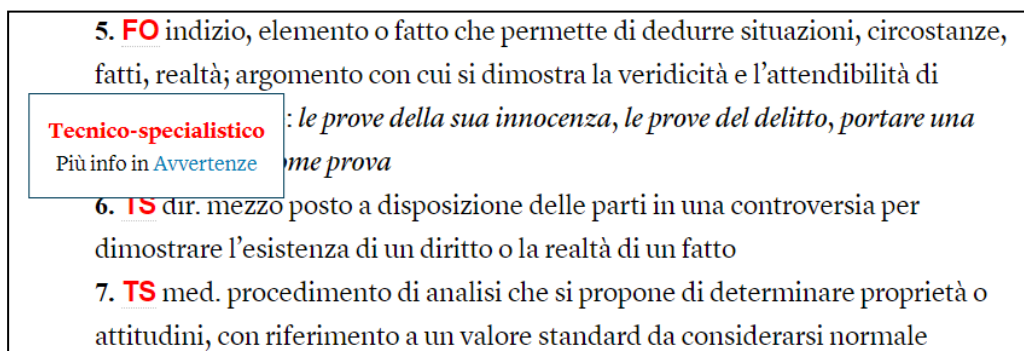 5. FO indizio, elemento o fatto che permette di dedurre situazioni, circostanze,
fatti, realtà; argomento con cui si dimostra la veridicità e l’attendibilità di
Tecnico-specialistico
Più info in Avvertenze
: le prove della sua innocenza, le prove del delitto, portare una
prova
6. TS dir. mezzo posto a disposizione delle parti in una controversia per
dimostrare l’esistenza di un diritto o la realtà di un fatto
7. TS med. procedimento di analisi che si propone di determinare proprietà o
attitudini, con riferimento a un valore standard da considerarsi normale